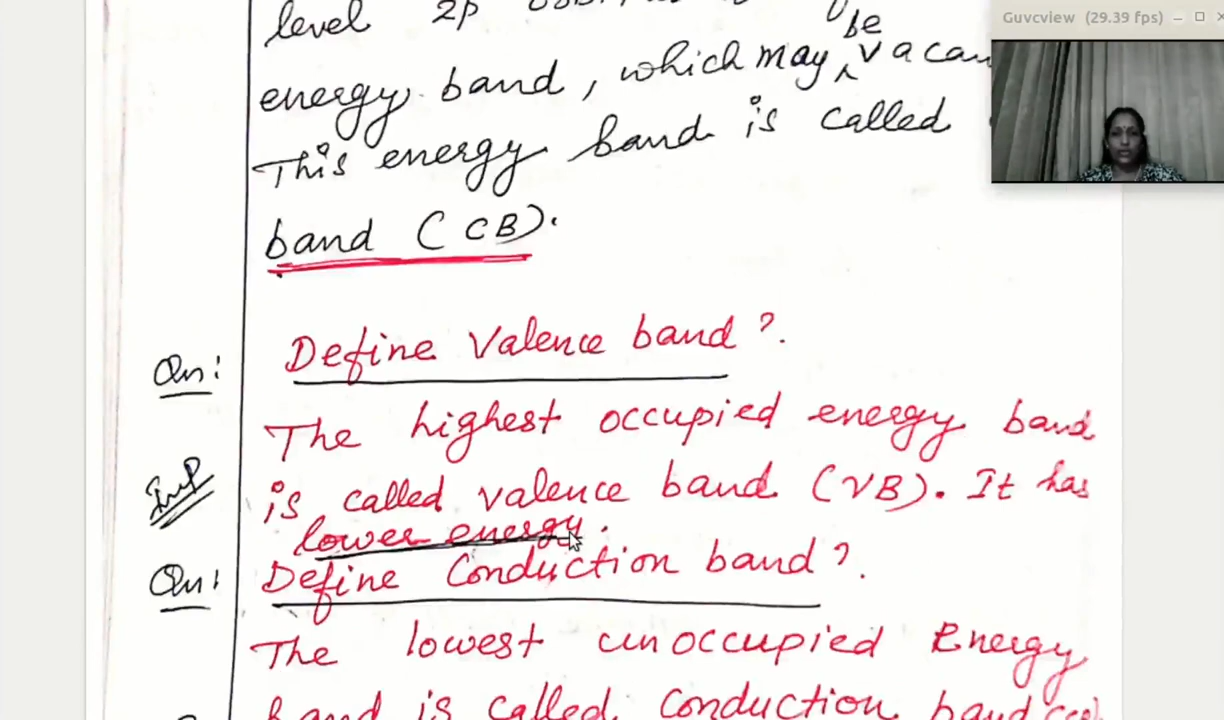 Guvcview (29.39 fps)
level 2p
be
energy band, which may ^ vacan
This energy band is called
band (CB).
Qn: Define Valence band?.
The highest occupied energy band
Imp is called valence band (VB). It has
lower energy.
Qn: Define Conduction band?.
The lowest unoccupied Energy
band is called conduction band (CB)